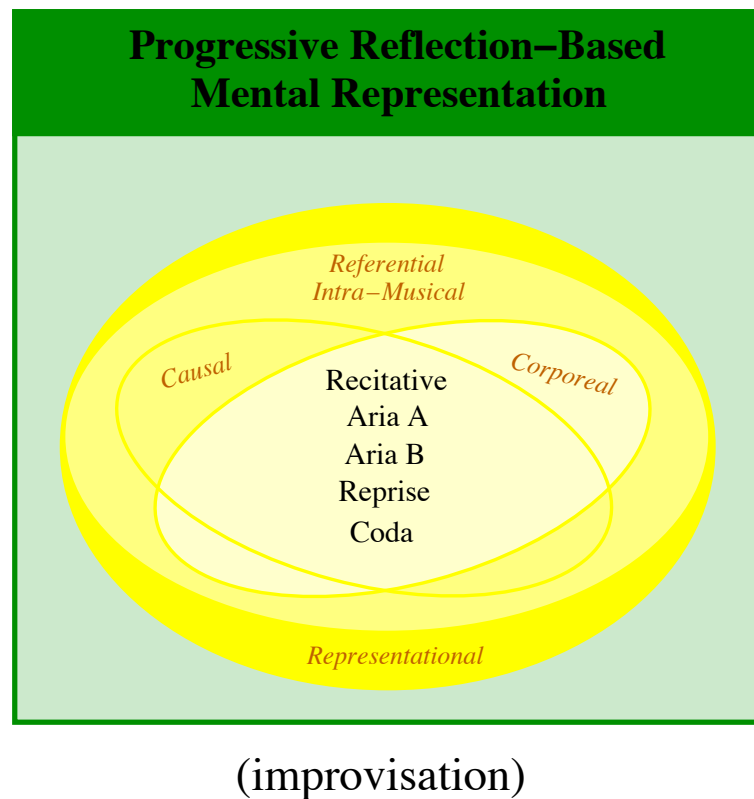 Progressive Reflection–Based
Mental Representation
Referential
Intra–Musical
Causal
Corporeal
Recitative
Aria A
Aria B
Reprise
Coda
Representational
(improvisation)